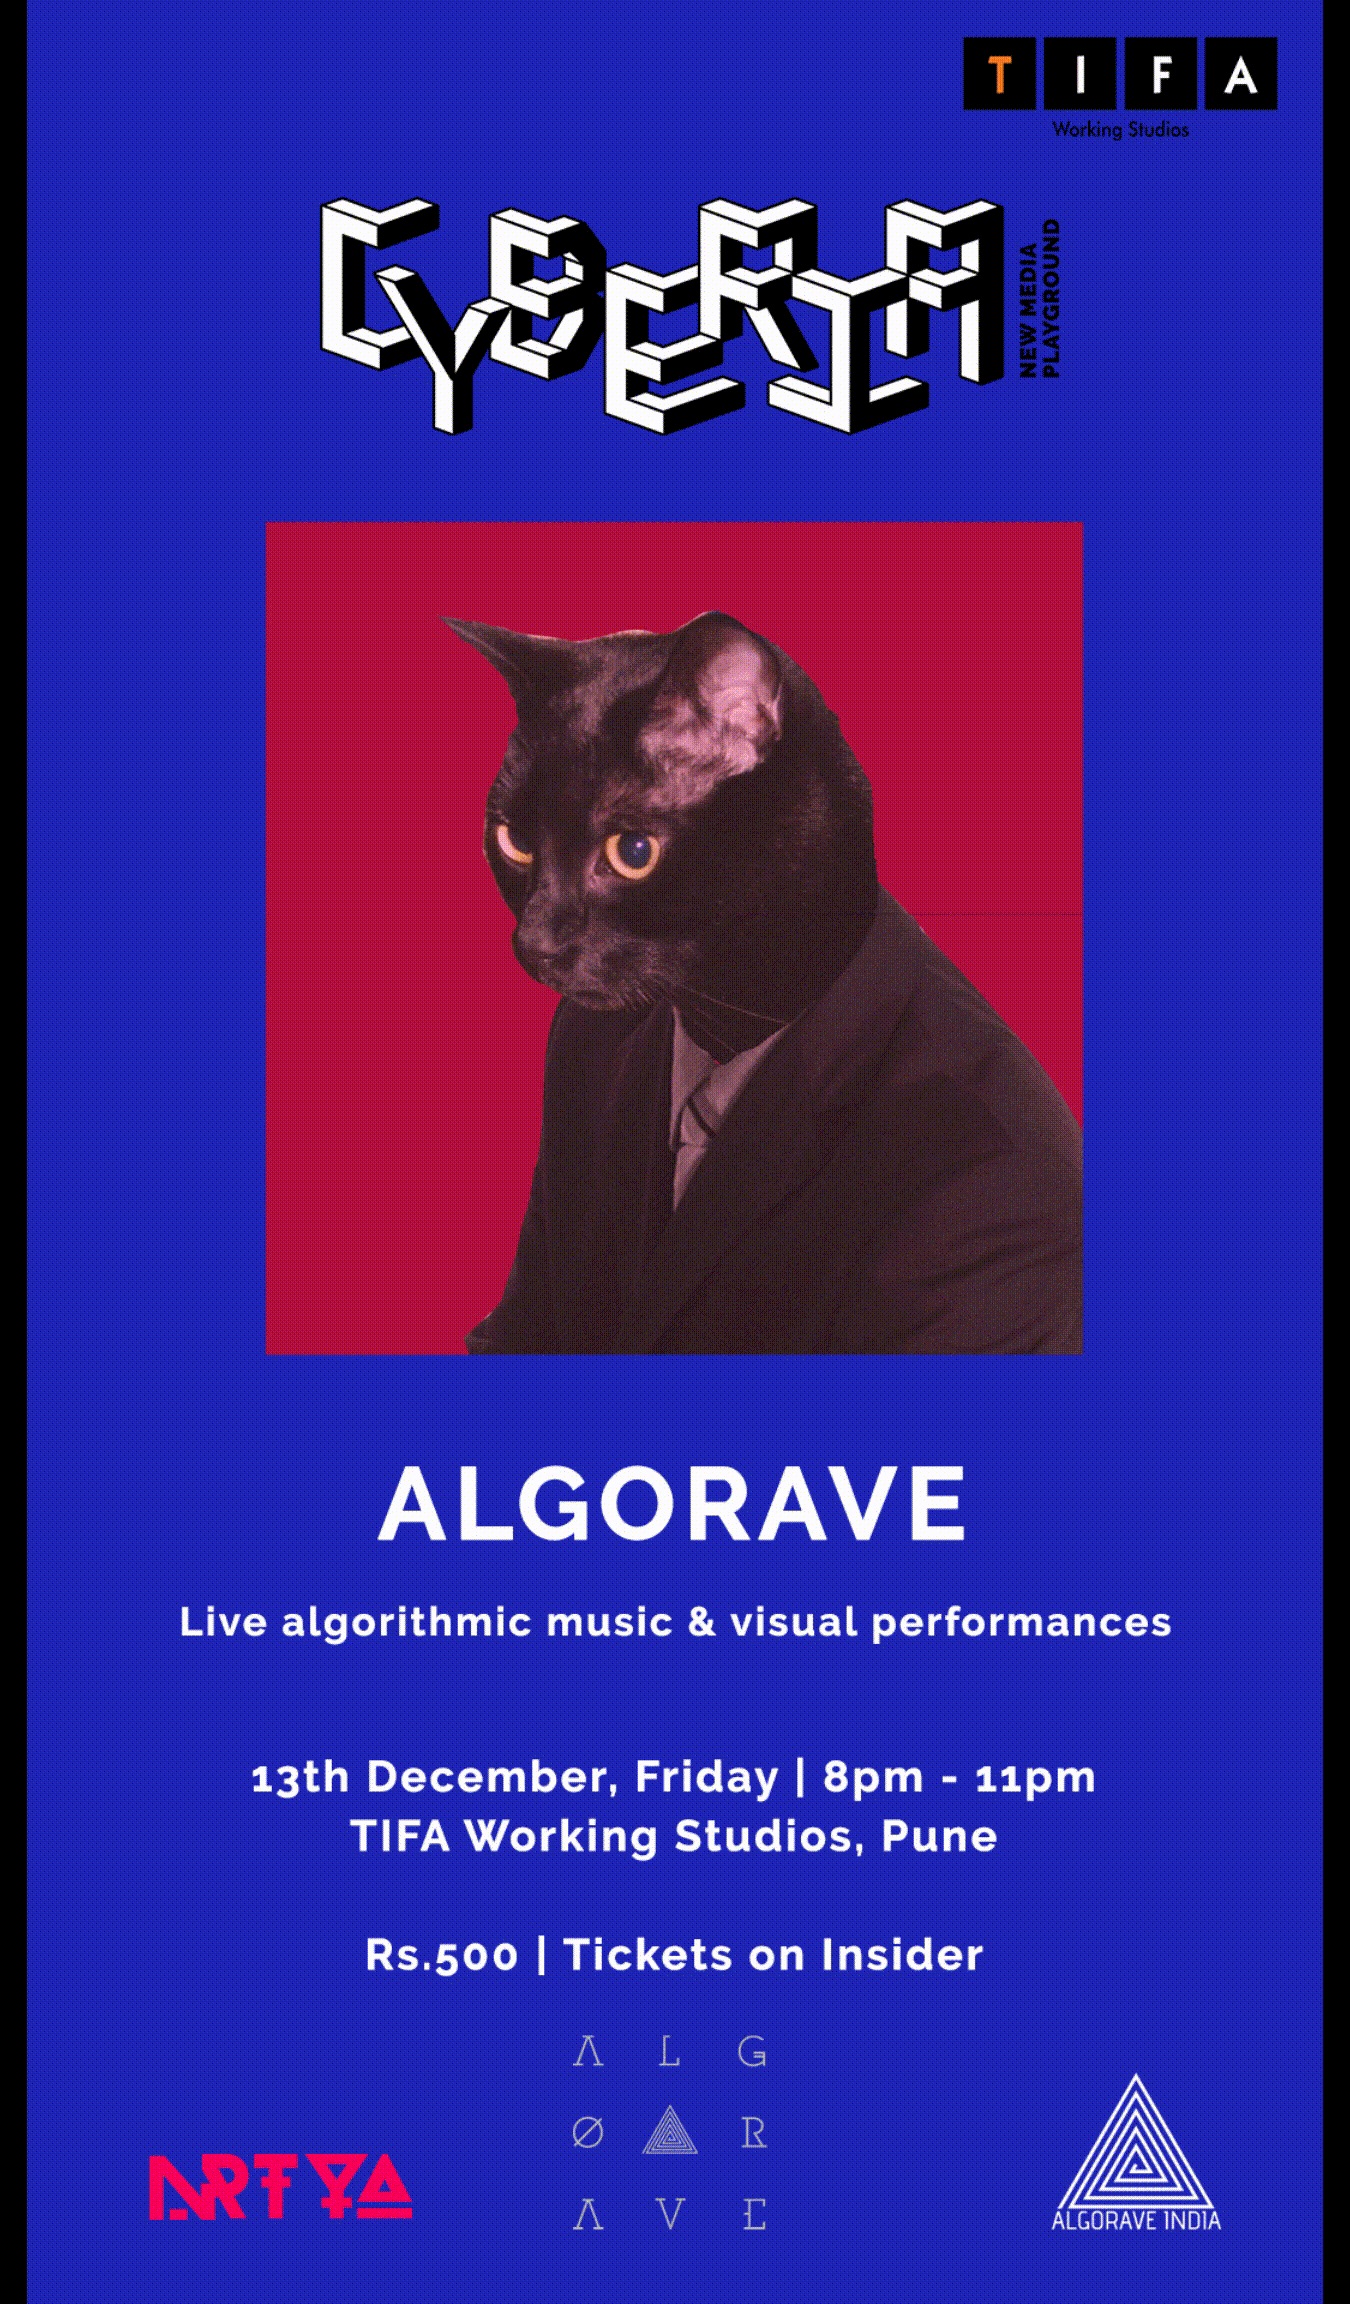 TIFA
Working Studios
CYBERIA
NEW MEDIA
PLAYGROUND
ALGORAVE
Live algorithmic music & visual performances
13th December, Friday | 8pm - 11pm
TIFA Working Studios, Pune
Rs.500 | Tickets on Insider
Λ L G
Ø R
Λ V E
ARTYA
ALGORAVE INDIA